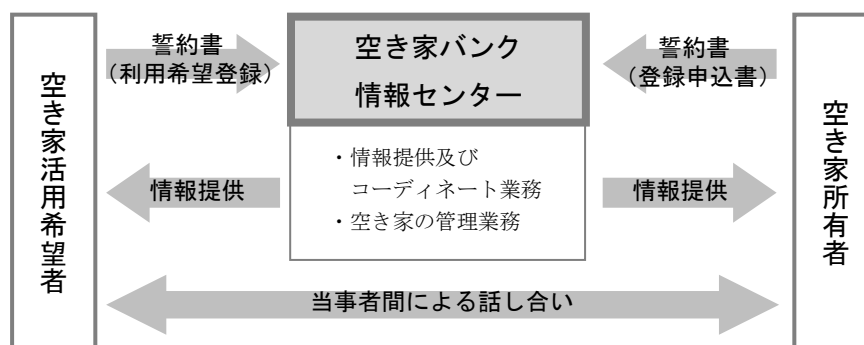 空き家活用希望者
誓約書
（利用希望登録）
空き家バンク
情報センター
誓約書
（登録申込書）
空き家所有者
・情報提供及び
コーディネート業務
・空き家の管理業務
情報提供
情報提供
当事者間による話し合い